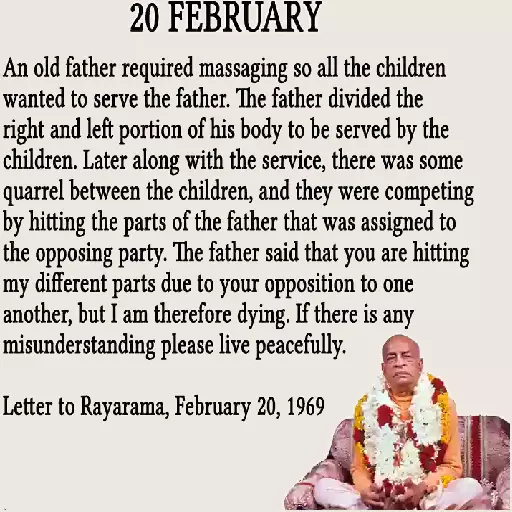 20 FEBRUARY
An old father required massaging so all the children
wanted to serve the father. The father divided the
right and left portion of his body to be served by the
children. Later along with the service, there was some
quarrel between the children, and they were competing
by hitting the parts of the father that was assigned to
the opposing party. The father said that you are hitting
my different parts due to your opposition to one
another, but I am therefore dying. If there is any
misunderstanding please live peacefully.
Letter to Rayarama, February 20, 1969